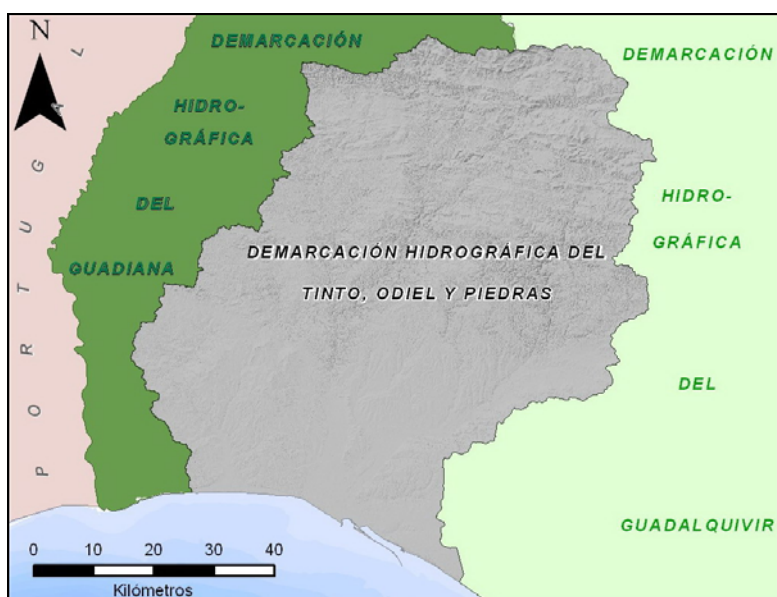 N
DEMARCACIÓN
HIDRO-
GRÁFICA
DEL
GUADIANA
PORTUGAL
DEMARCACIÓN HIDROGRÁFICA DEL
TINTO, ODIEL Y PIEDRAS
DEMARCACIÓN
HIDRO-
GRÁFICA
DEL
GUADALQUIVIR
0 10 20 30 40
Kilómetros